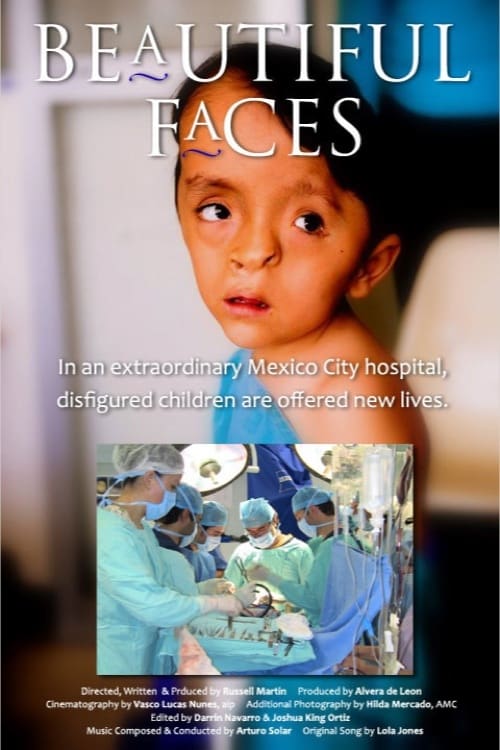 BEAUTIFUL
FACES
In an extraordinary Mexico City hospital,
disfigured children are offered new lives.
Directed, Written & Prduced by Russell Martin Produced by Alvera de Leon
Cinematography by Vasco Lucas Nunes, aip Additional Photography by Hilda Mercado, AMC
Edited by Darrin Navarro & Joshua King Ortiz
Music Composed & Conducted by Arturo Solar Original Song by Lola Jones